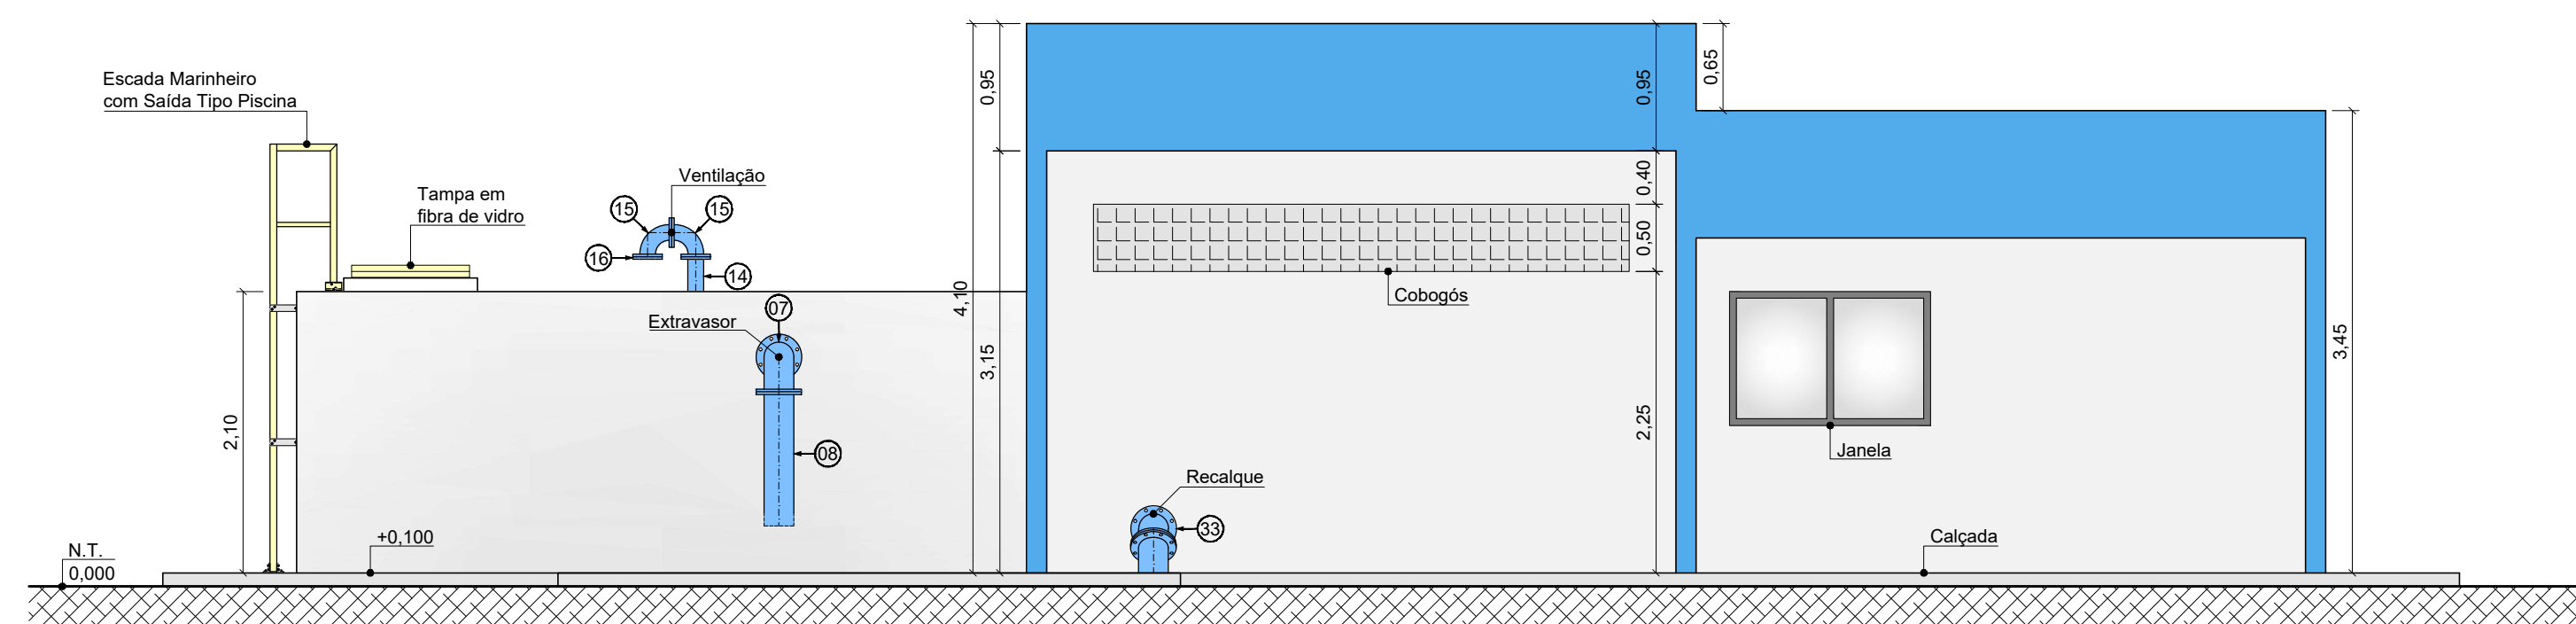 Escada Marinheiro
com Saída Tipo Piscina
Tampa em
fibra de vidro
Ventilação
15
15
16
14
07
Extravasor
08
2,10
+0,100
N.T.
0,000
0,95
4,10
3,15
0,95
0,65
0,40
0,50
Cobogós
2,25
Recalque
33
Janela
3,45
Calçada